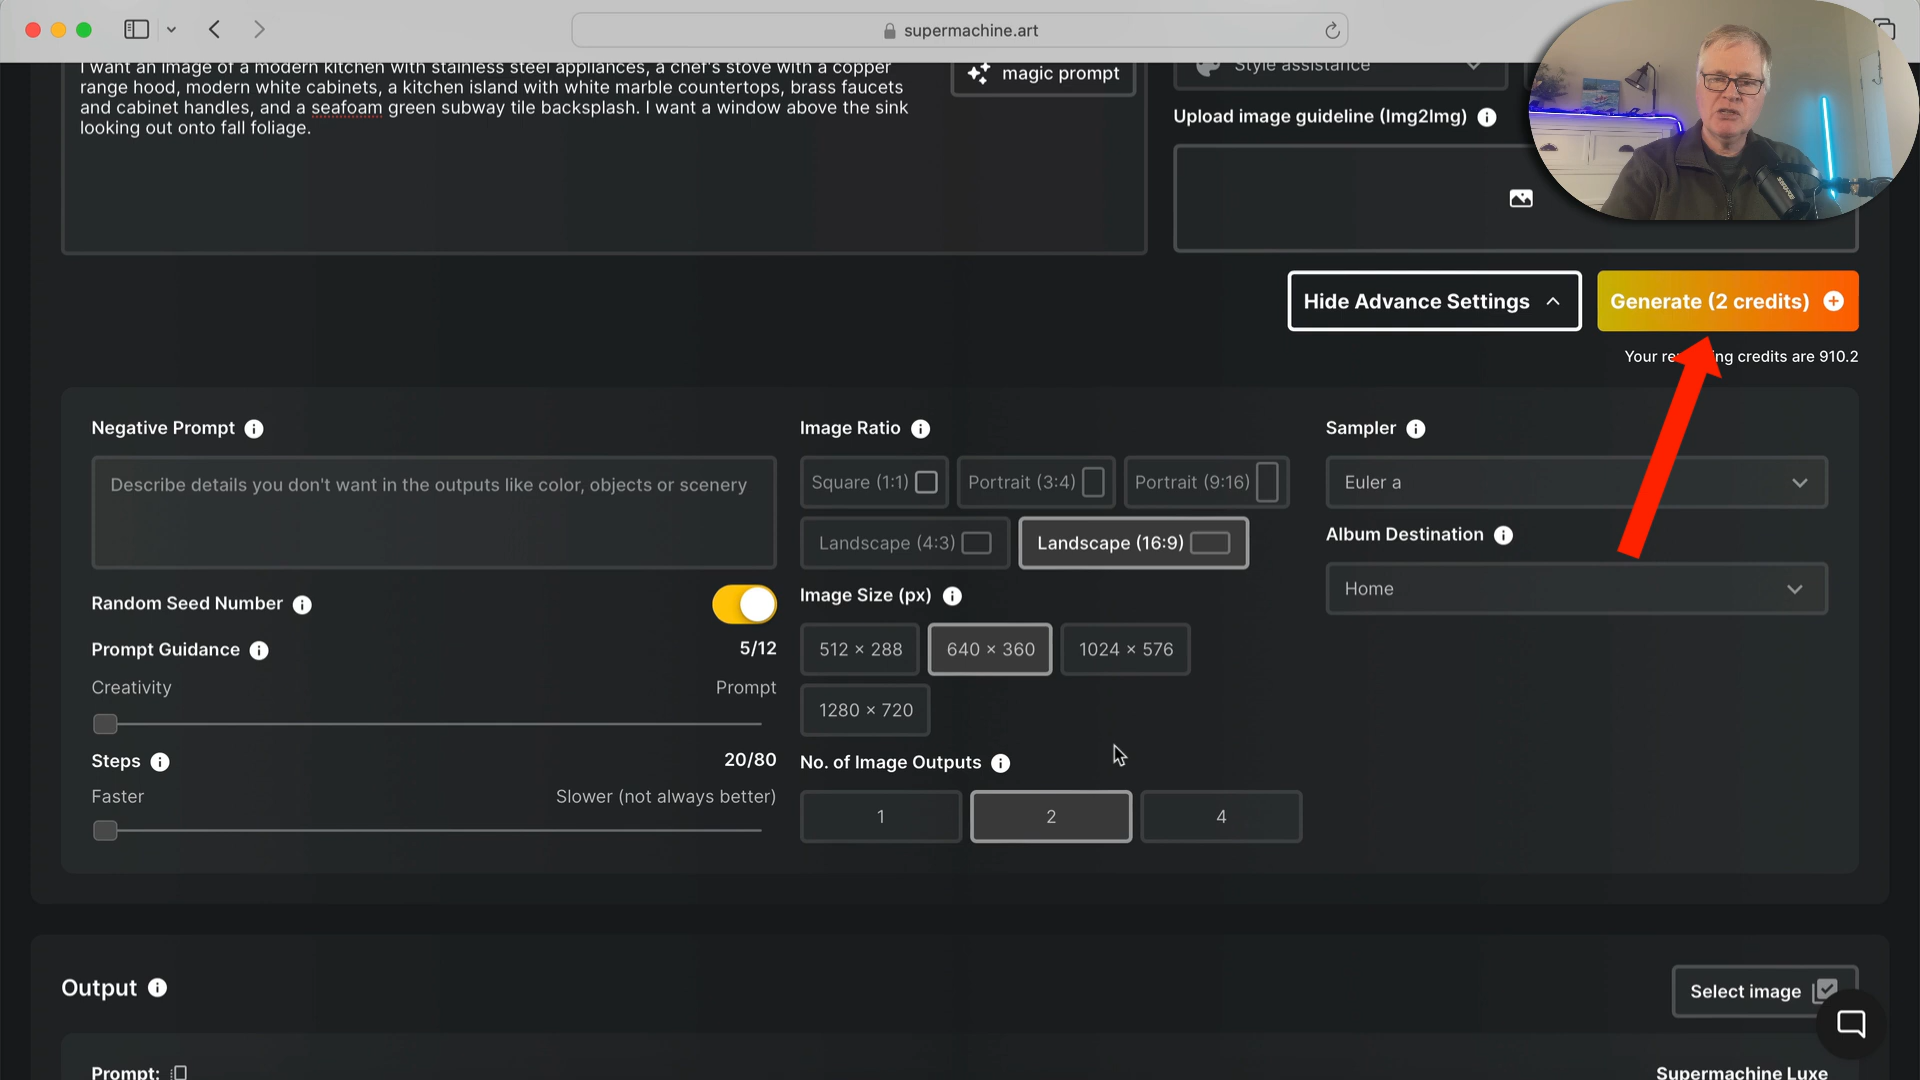 supermachine.art
I want an image of a modern kitchen with stainless steel appliances, a chef's stove with a copper
range hood, modern white cabinets, a kitchen island with white marble countertops, brass faucets
and cabinet handles, and a seafoam green subway tile backsplash. I want a window above the sink
looking out onto fall foliage.
magic prompt
Style assistance
Upload image guideline (Img2Img)
Hide Advance Settings
Generate (2 credits)
Your re ng credits are 910.2
Negative Prompt
Describe details you don't want in the outputs like color, objects or scenery
Random Seed Number
Prompt Guidance
5/12
Creativity
Prompt
Steps
20/80
Faster
Slower (not always better)
Image Ratio
Square (1:1)
Portrait (3:4)
Portrait (9:16)
Landscape (4:3)
Landscape (16:9)
Image Size (px)
512 × 288
640 × 360
1024 × 576
1280 × 720
No. of Image Outputs
1
2
4
Sampler
Euler a
Album Destination
Home
Output
Select image
Prompt:
Supermachine Luxe